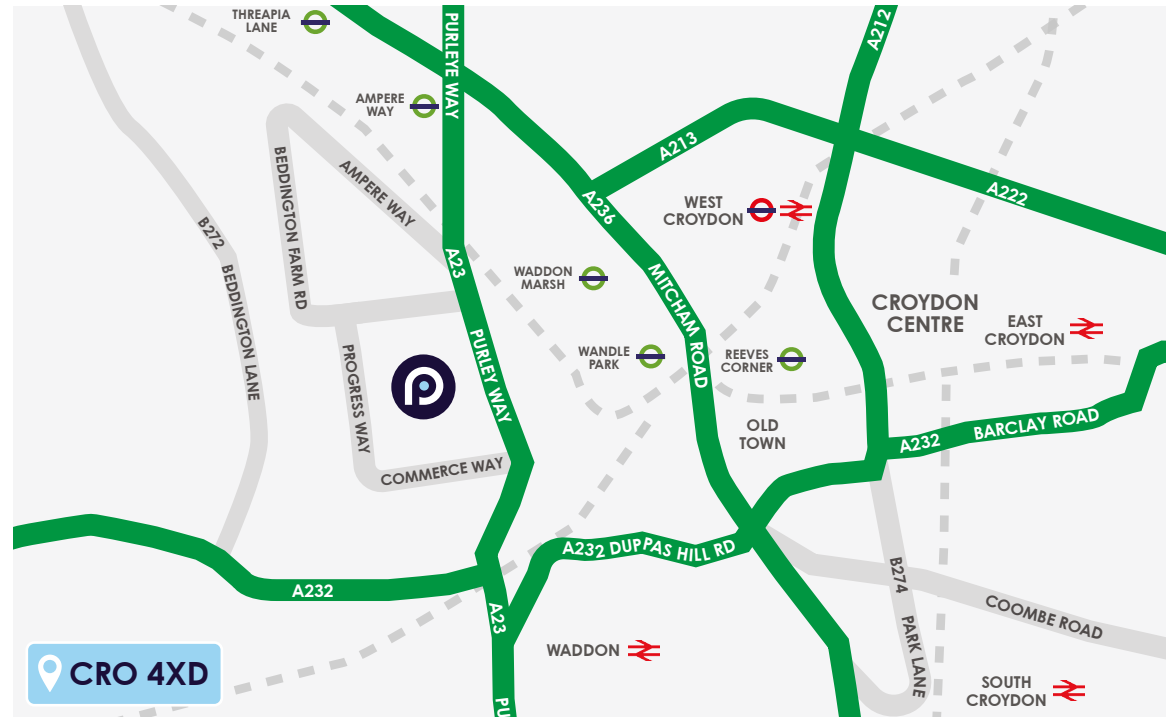 THREAPIA
LANE
PURLEYE WAY
A212
AMPERE
WAY
A213
BEDDINGTON FARM RD
AMPERE WAY
A236
WEST
CROYDON
A222
B272
A23
WADDON
MARSH
MITCHAM ROAD
CROYDON
CENTRE
EAST
CROYDON
BEDDINGTON LANE
PROGRESS WAY
PURLEY WAY
WANDLE
PARK
REEVES
CORNER
OLD
TOWN
A232
BARCLAY ROAD
COMMERCE WAY
A232 DUPPAS HILL RD
A232
A23
B274
PARK LANE
COOMBE ROAD
WADDON
SOUTH
CROYDON
CRO 4XD
PU